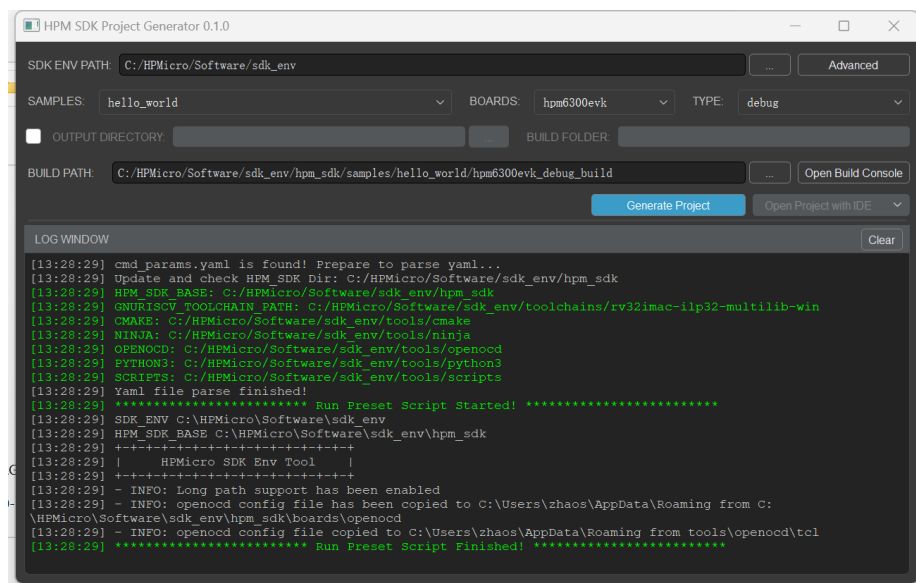 HPM SDK Project Generator 0.1.0
SDK ENV PATH: C:/HPMicro/Software/sdk_env ... Advanced
SAMPLES: hello_world BOARDS: hpm6300evk TYPE: debug
OUTPUT DIRECTORY: ... BUILD FOLDER:
BUILD PATH: C:/HPMicro/Software/sdk_env/hpm_sdk/samples/hello_world/hpm6300evk_debug_build ... Open Build Console
Generate Project Open Project with IDE
LOG WINDOW Clear
[13:28:29] cmd_params.yaml is found! Prepare to parse yaml...
[13:28:29] Update and check HPM_SDK Dir: C:/HPMicro/Software/sdk_env/hpm_sdk
[13:28:29] HPM_SDK_BASE: C:/HPMicro/Software/sdk_env/hpm_sdk
[13:28:29] GNURISCV_TOOLCHAIN_PATH: C:/HPMicro/Software/sdk_env/toolchains/rv32imac-ilp32-multilib-win
[13:28:29] CMAKE: C:/HPMicro/Software/sdk_env/tools/cmake
[13:28:29] NINJA: C:/HPMicro/Software/sdk_env/tools/ninja
[13:28:29] OPENOCD: C:/HPMicro/Software/sdk_env/tools/openocd
[13:28:29] PYTHON3: C:/HPMicro/Software/sdk_env/tools/python3
[13:28:29] SCRIPTS: C:/HPMicro/Software/sdk_env/tools/scripts
[13:28:29] Yaml file parse finished!
[13:28:29] ************************* Run Preset Script Started! *************************
[13:28:29] SDK_ENV C:\HPMicro\Software\sdk_env
[13:28:29] HPM_SDK_BASE C:\HPMicro\Software\sdk_env\hpm_sdk
[13:28:29] +-+-+-+-+-+-+-+-+-+-+-+-+-+-+-+
[13:28:29] | HPMicro SDK Env Tool |
[13:28:29] +-+-+-+-+-+-+-+-+-+-+-+-+-+-+-+
[13:28:29] - INFO: Long path support has been enabled
[13:28:29] - INFO: openocd config file has been copied to C:\Users\zhaos\AppData\Roaming from C:
\HPMicro\Software\sdk_env\hpm_sdk\boards\openocd
[13:28:29] - INFO: openocd config file copied to C:\Users\zhaos\AppData\Roaming from tools\openocd\tcl
[13:28:29] ************************* Run Preset Script Finished! *************************